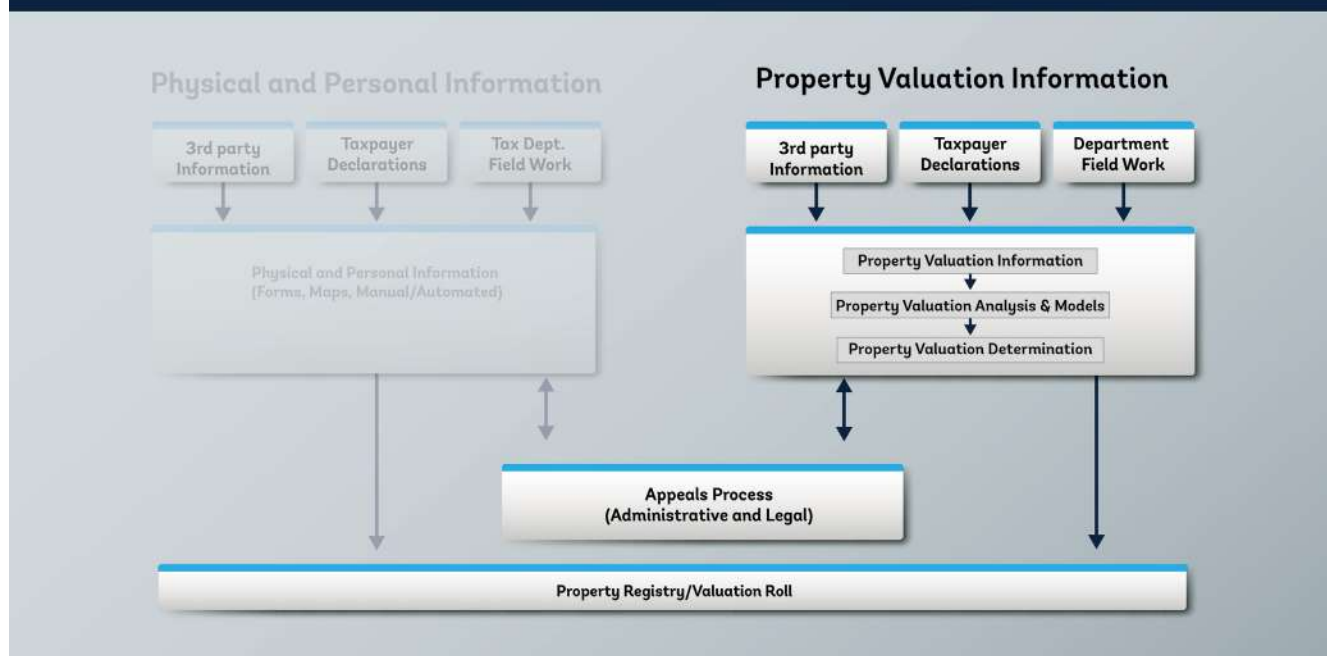 Physical and Personal Information
Property Valuation Information
3rd party
Information
Taxpayer
Declarations
Tax Dept.
Field Work
3rd party
Information
Taxpayer
Declarations
Department
Field Work
Physical and Personal Information
(Forms, Maps, Manual/Automated)
Property Valuation Information
Property Valuation Analysis & Models
Property Valuation Determination
Appeals Process
(Administrative and Legal)
Property Registry/Valuation Roll